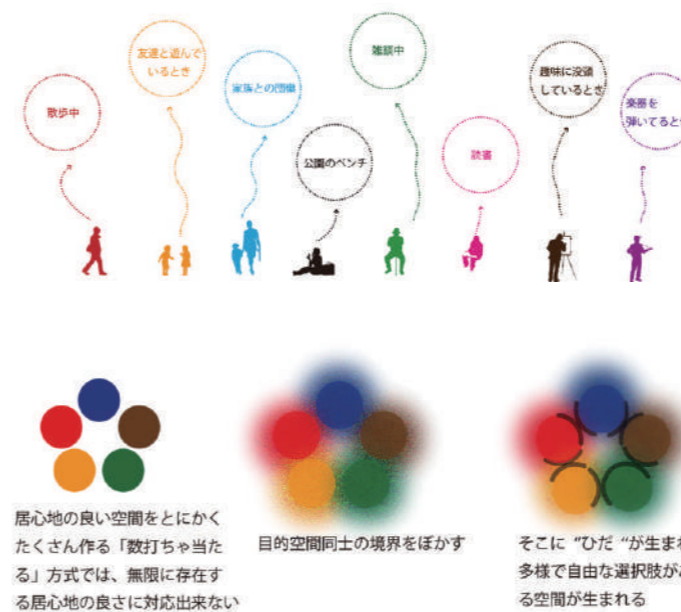 散歩中
友達と遊んで
いるとき
家族との団欒
公園のベンチ
雑談中
読書
趣味に没頭
しているとき
楽器を
弾いてると
居心地の良い空間をとにかく
たくさん作る「数打ちゃ当た
る」方式では、無限に存在す
る居心地の良さに対応出来ない
目的空間同士の境界をぼかす
そこに “ひだ “が生まれ
多様で自由な選択肢が
る空間が生まれる